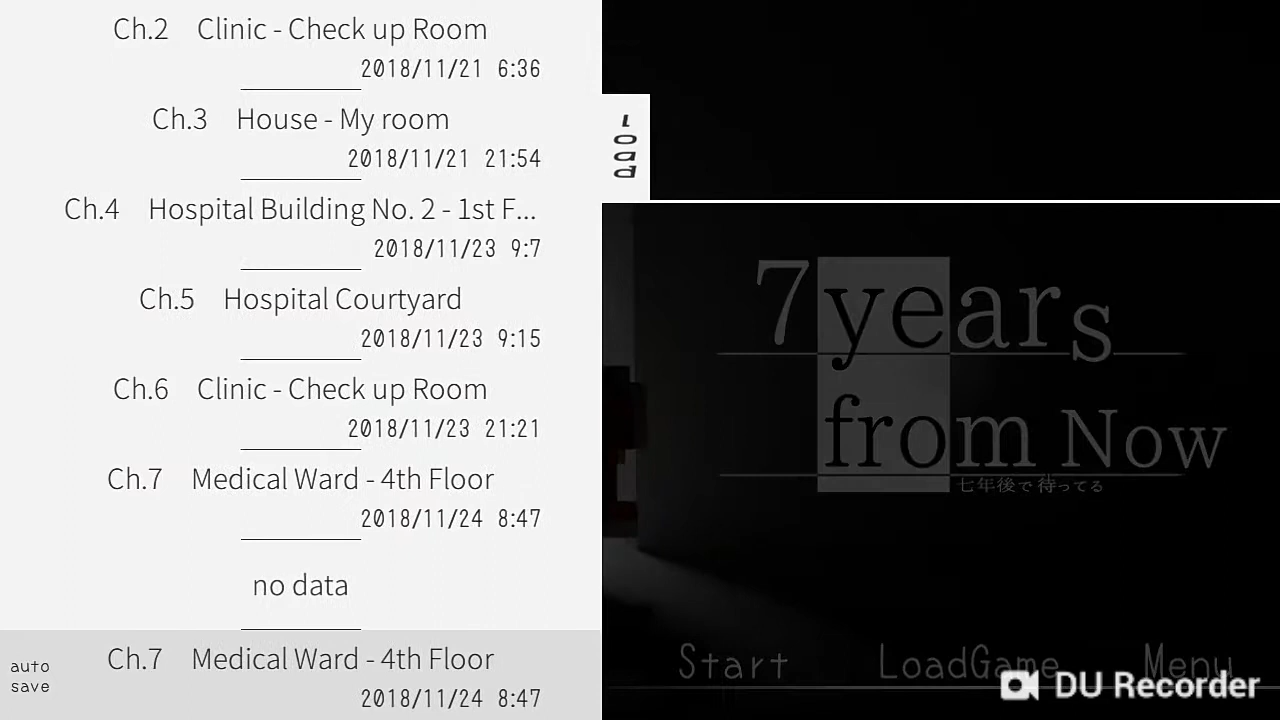 Ch.2 Clinic - Check up Room
2018/11/21 6:36
Ch.3 House - My room
2018/11/21 21:54
Ch.4 Hospital Building No. 2 - 1st F...
2018/11/23 9:7
Ch.5 Hospital Courtyard
2018/11/23 9:15
Ch.6 Clinic - Check up Room
2018/11/23 21:21
Ch.7 Medical Ward - 4th Floor
2018/11/24 8:47
no data
auto save
Ch.7 Medical Ward - 4th Floor
2018/11/24 8:47
load
7years
from Now
七年後で待ってる
Start LoadGame Menu
DU Recorder